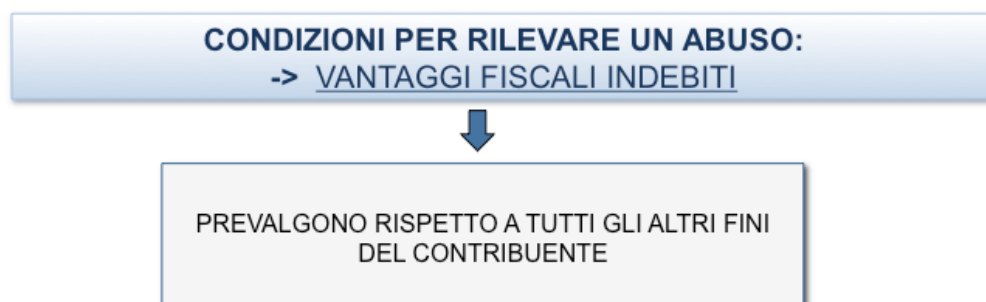 CONDIZIONI PER RILEVARE UN ABUSO:
-> VANTAGGI FISCALI INDEBITI
PREVALGONO RISPETTO A TUTTI GLI ALTRI FINI
DEL CONTRIBUENTE